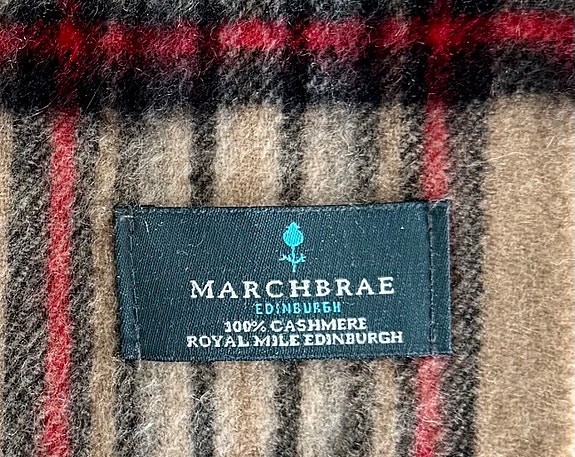 MARCHBRAE
EDINBURGH
100% CASHMERE
ROYAL MILE EDINBURGH